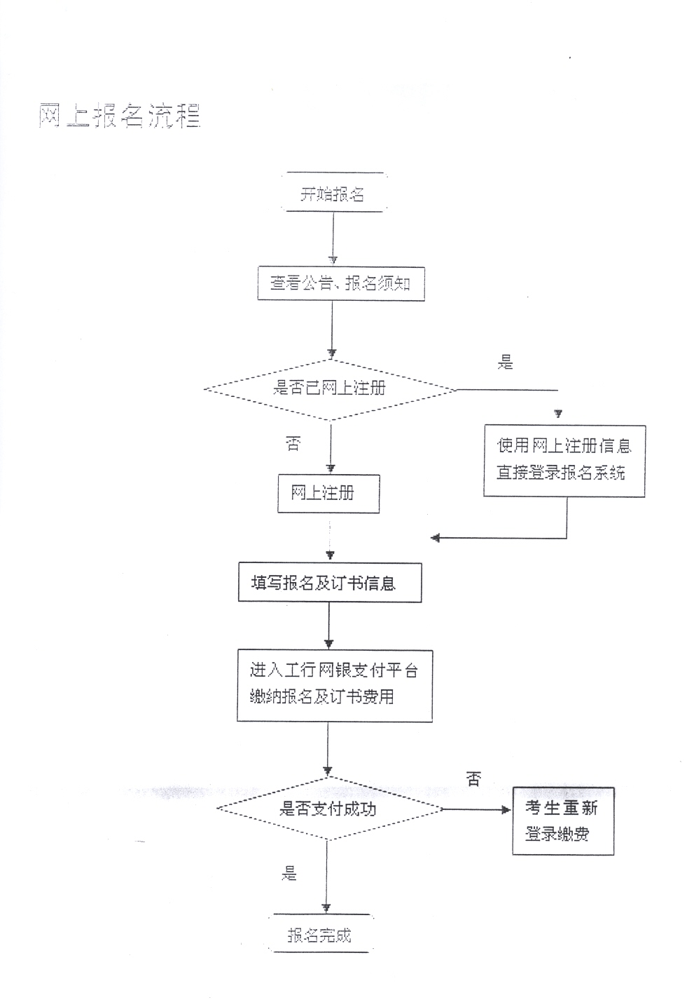 网上报名流程
开始报名
查看公告、报名须知
是否已网上注册
是
否
使用网上注册信息
直接登录报名系统
网上注册
填写报名及订书信息
进入工行网银支付平台
缴纳报名及订书费用
是否支付成功
否
考生重新
登录缴费
是
报名完成